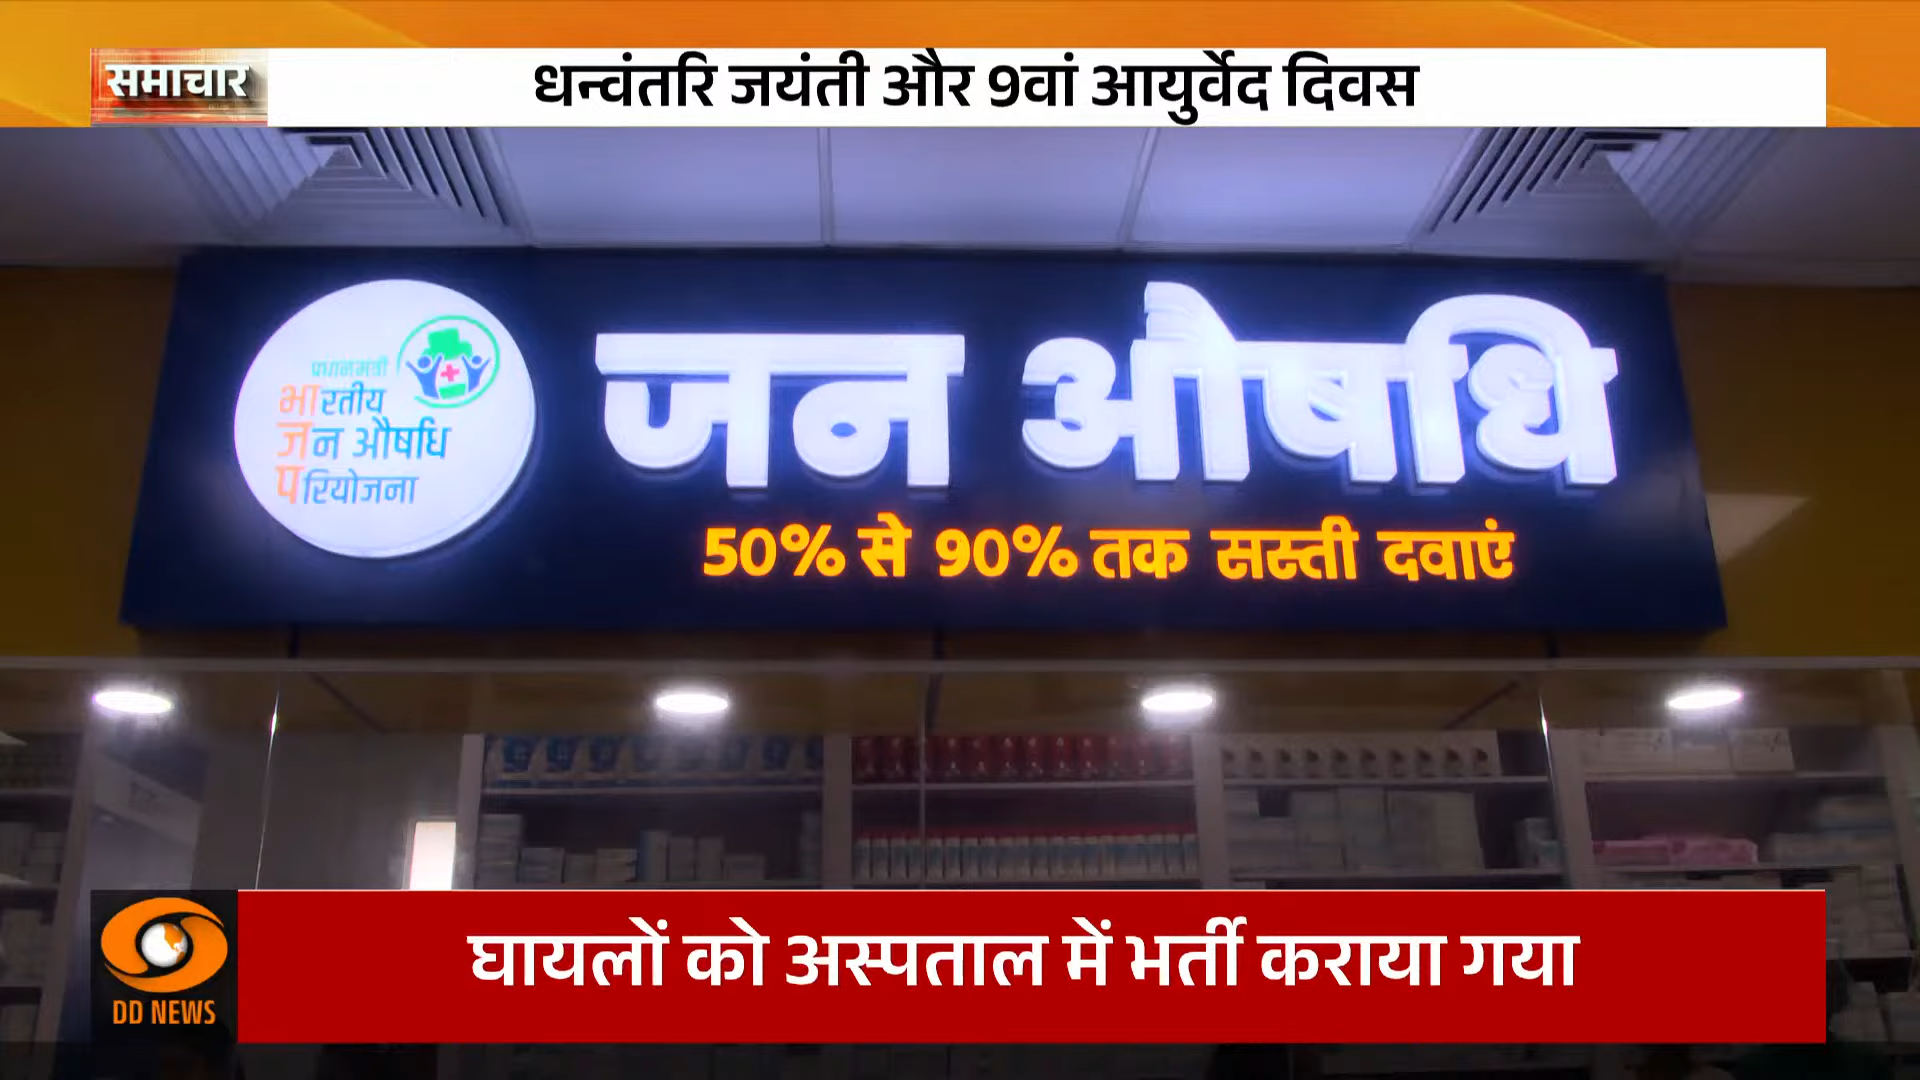 समाचार
धन्वंतरि जयंती और 9वां आयुर्वेद दिवस
प्रधानमंत्री
भारतीय
जन औषधि
परियोजना
जन औषधि
50% से 90% तक सस्ती दवाएं
घायलों को अस्पताल में भर्ती कराया गया
DD NEWS